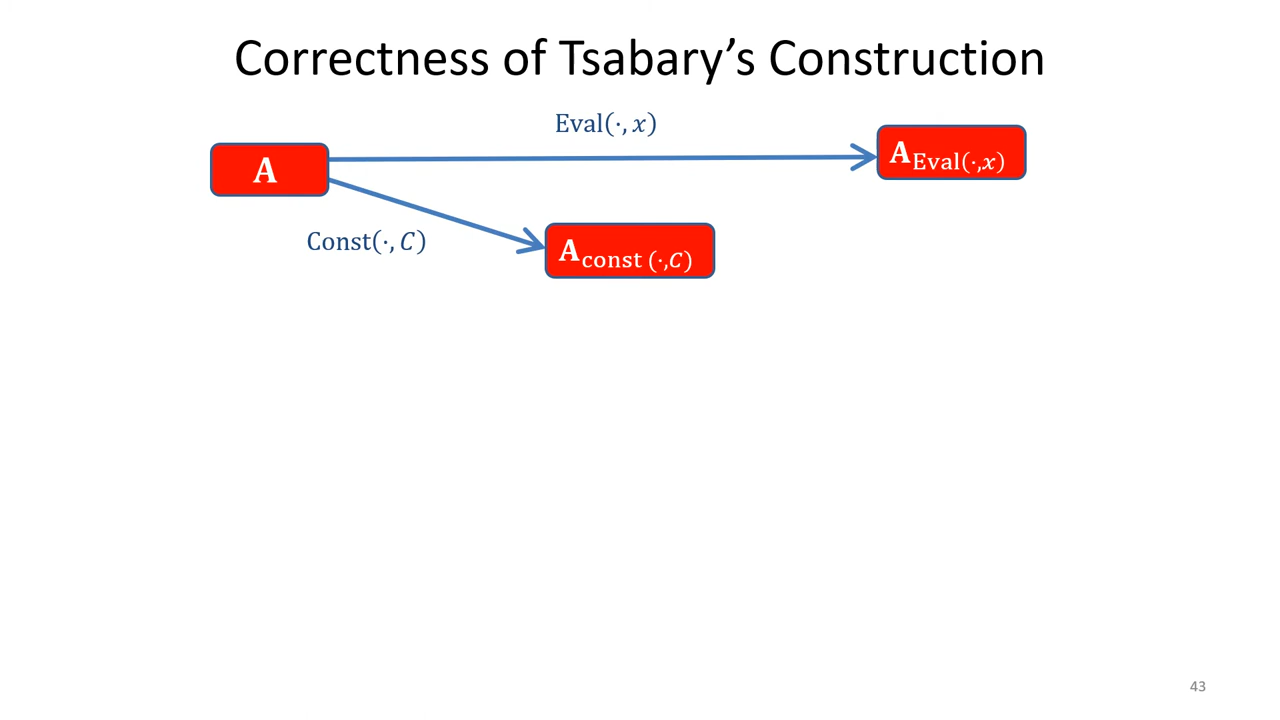 Correctness of Tsabary’s Construction
Eval(·, x)
A
A_Eval(·,x)
Const(·, C)
A_const (·,C)
43